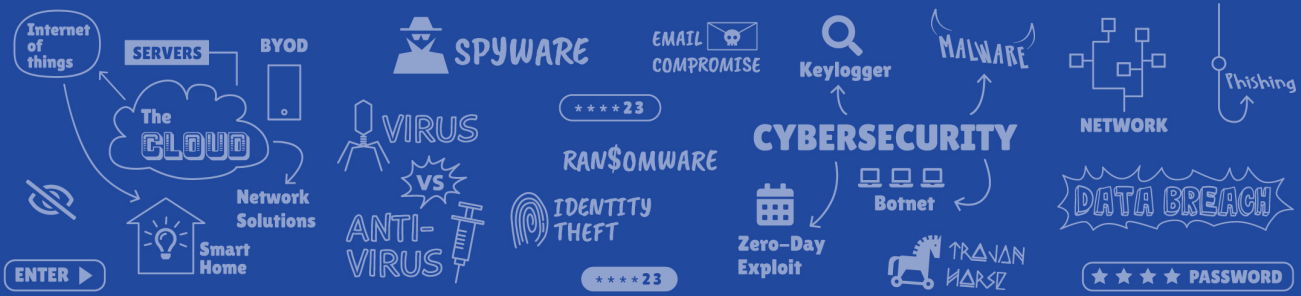 Internet
of
things
SERVERS
BYOD
The
CLOUD
Network
Solutions
Smart
Home
ENTER
SPYWARE
VIRUS
VS
ANTI-
VIRUS
EMAIL
COMPROMISE
****23
RAN$OMWARE
IDENTITY
THEFT
****23
Keylogger
MALWARE
CYBERSECURITY
Botnet
Zero-Day
Exploit
TROJAN
HORSE
NETWORK
Phishing
DATA BREACH
★★★★ PASSWORD